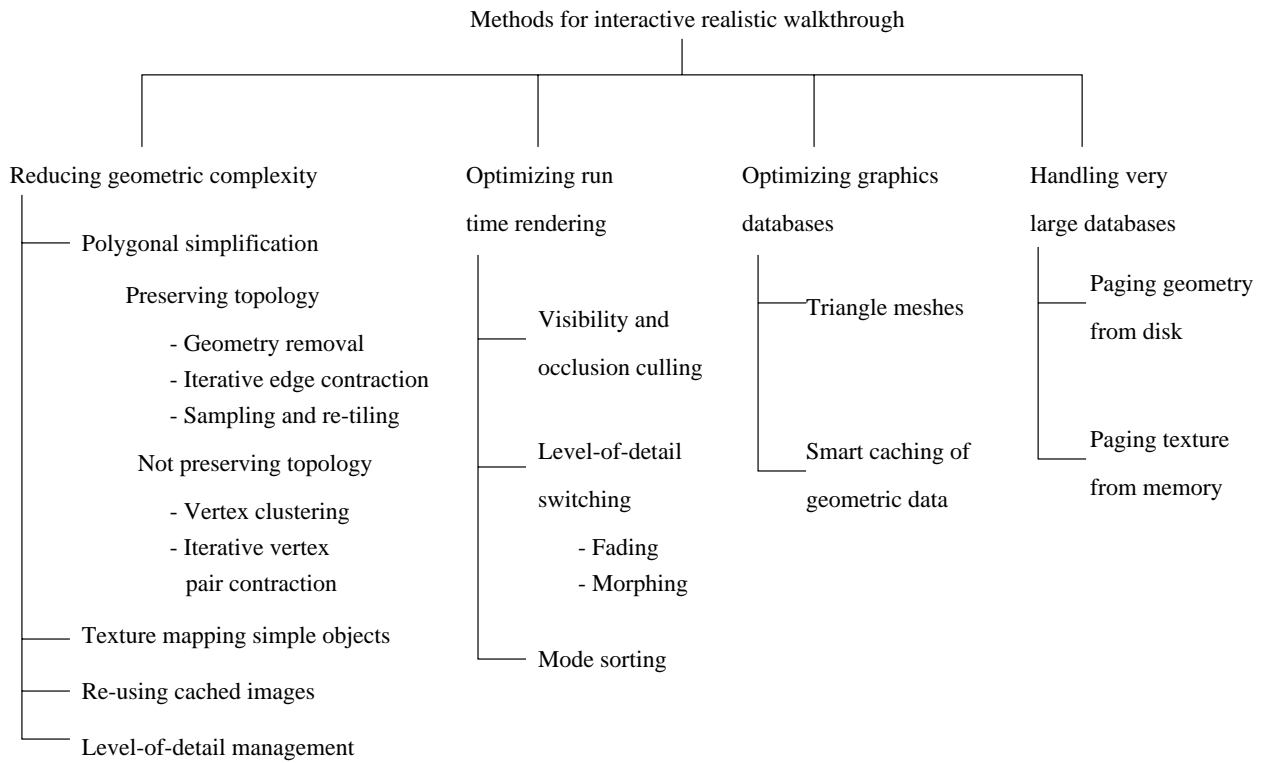 Methods for interactive realistic walkthrough
Reducing geometric complexity
Polygonal simplification
Preserving topology
- Geometry removal
- Iterative edge contraction
- Sampling and re-tiling
Not preserving topology
- Vertex clustering
- Iterative vertex
pair contraction
Texture mapping simple objects
Re-using cached images
Level-of-detail management
Optimizing run
time rendering
Visibility and
occlusion culling
Level-of-detail
switching
- Fading
- Morphing
Mode sorting
Optimizing graphics
databases
Triangle meshes
Smart caching of
geometric data
Handling very
large databases
Paging geometry
from disk
Paging texture
from memory